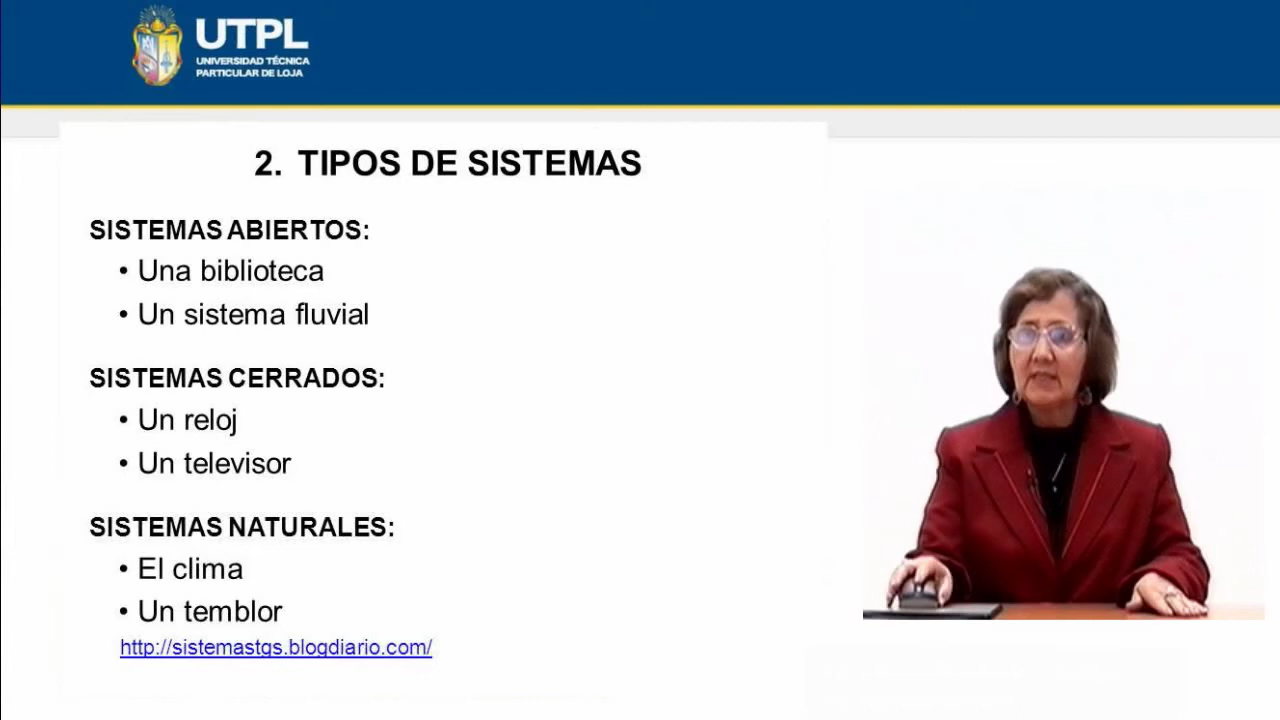 UTPL
UNIVERSIDAD TÉCNICA
PARTICULAR DE LOJA
2. TIPOS DE SISTEMAS
SISTEMAS ABIERTOS:
• Una biblioteca
• Un sistema fluvial
SISTEMAS CERRADOS:
• Un reloj
• Un televisor
SISTEMAS NATURALES:
• El clima
• Un temblor
http://sistemastgs.blogdiario.com/